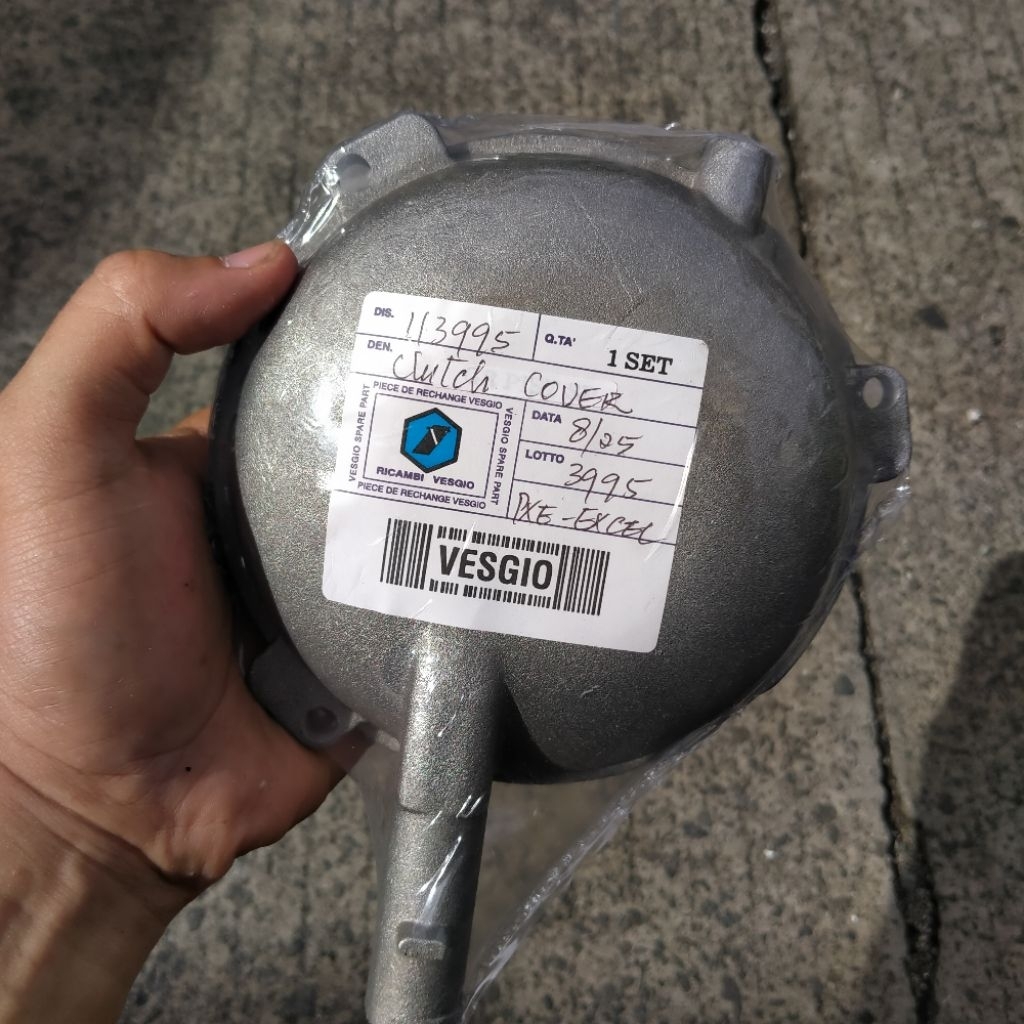 DIS. 113995 Q.TA' 1 SET
DEN. Clutch COVER
PIECE DE RECHANGE VESGIO
VESGIO SPARE PART
RICAMBI VESGIO
VESGIO SPARE PART
PIECE DE RECHANGE VESGIO
DATA 8/25
LOTTO 3995
PXE-EXCEL
VESGIO